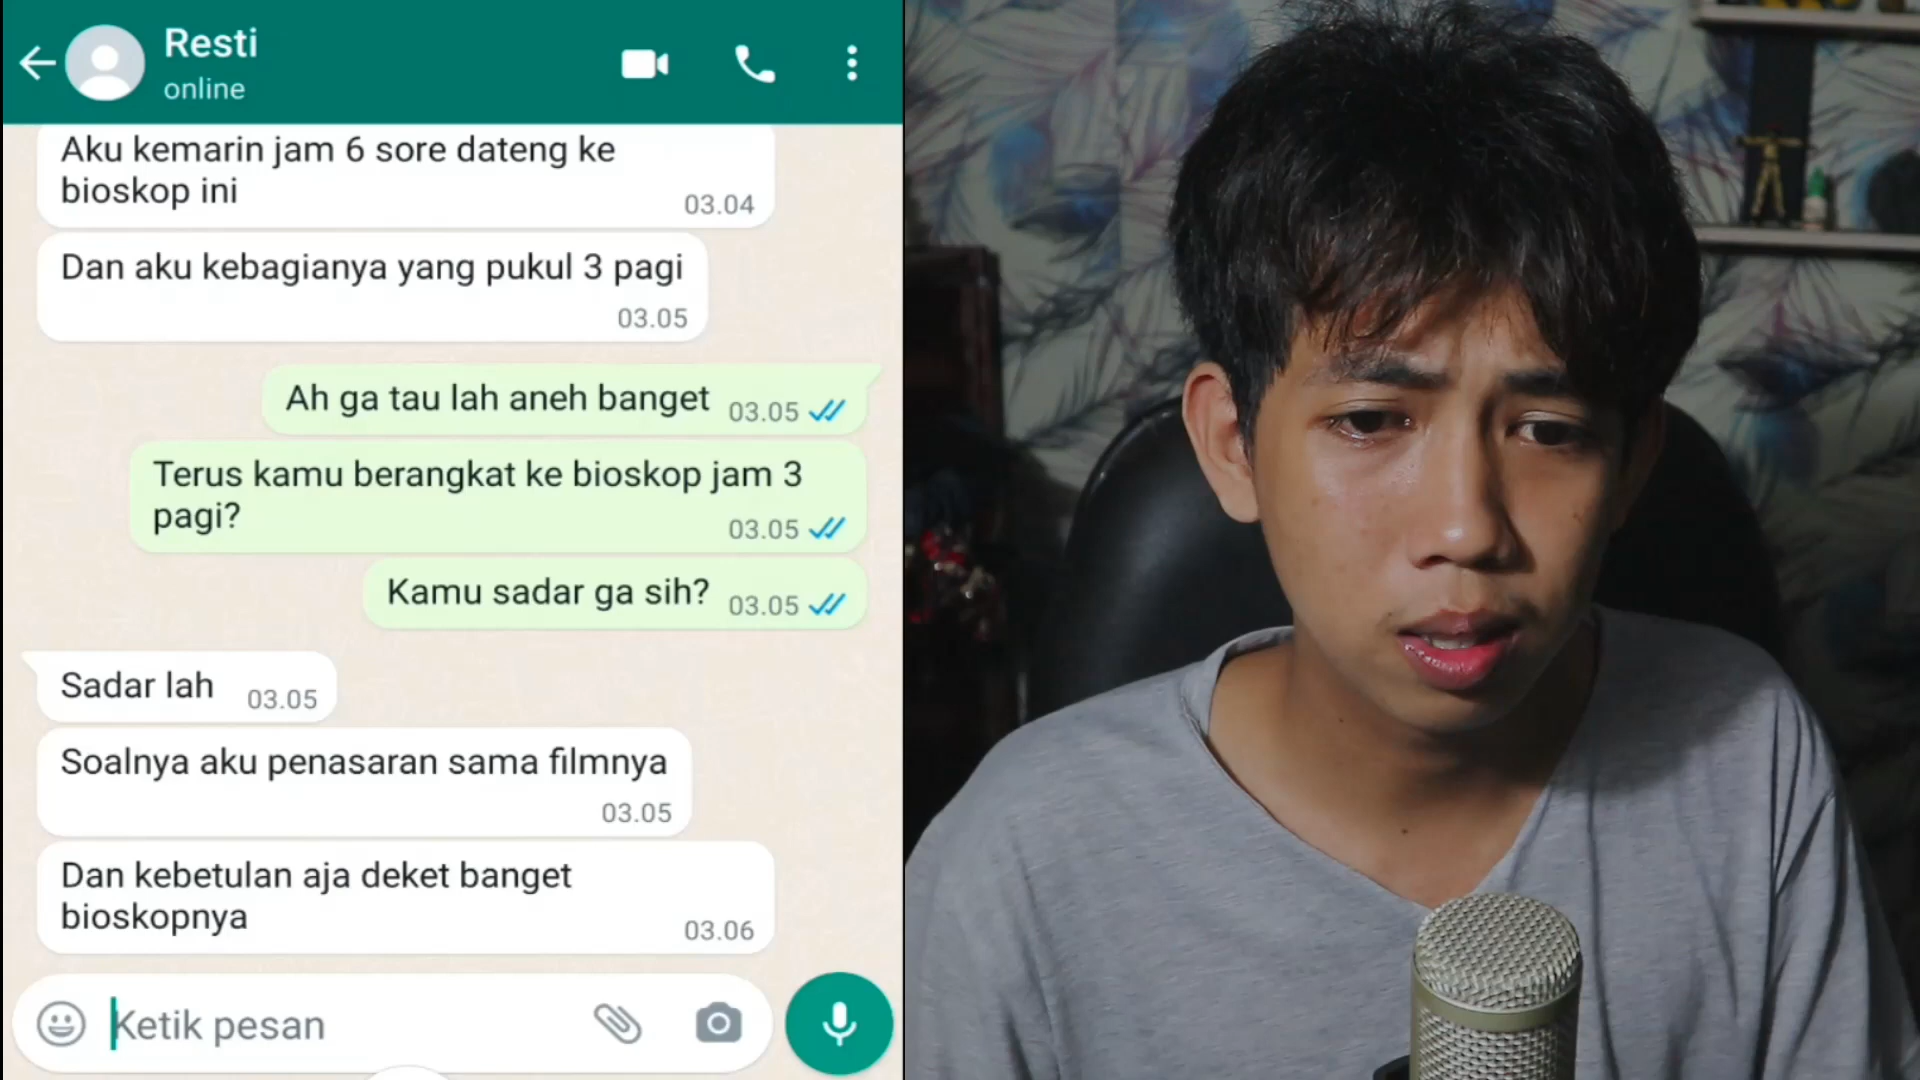 Resti
online
Aku kemarin jam 6 sore dateng ke
bioskop ini
03.04
Dan aku kebagianya yang pukul 3 pagi
03.05
Ah ga tau lah aneh banget 03.05
Terus kamu berangkat ke bioskop jam 3
pagi?
03.05
Kamu sadar ga sih? 03.05
Sadar lah 03.05
Soalnya aku penasaran sama filmnya
03.05
Dan kebetulan aja deket banget
bioskopnya
03.06
Ketik pesan